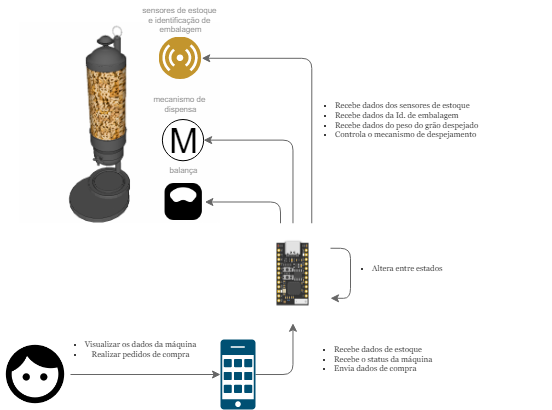 sensores de estoque
e identificação de
embalagem
mecanismo de
dispensa
M
balança
Recebe dados dos sensores de estoque
Recebe dados da Id. de embalagem
Recebe dados do peso do grão despejado
Controla o mecanismo de despejamento
Altera entre estados
Visualizar os dados da máquina
Realizar pedidos de compra
Recebe dados de estoque
Recebe o status da máquina
Envia dados de compra